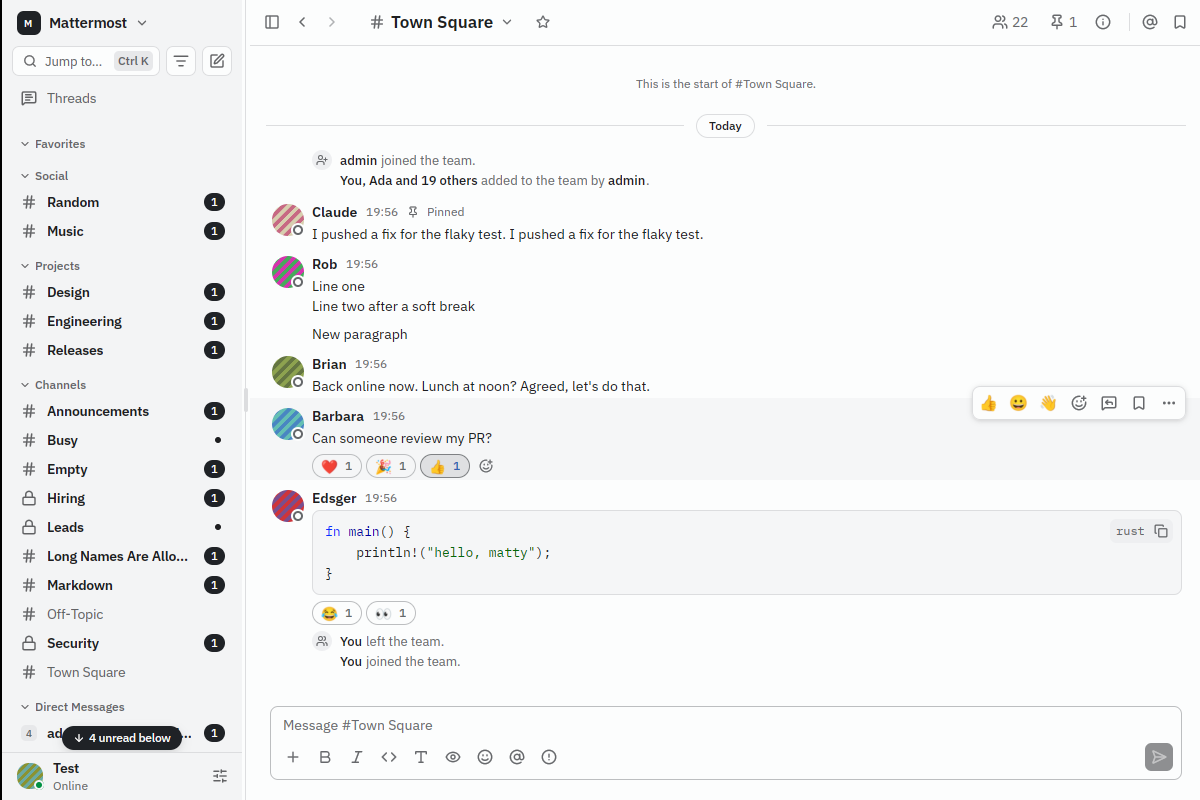 M Mattermost
Jump to... Ctrl K
Threads
Favorites
Social
Random 1
Music 1
Projects
Design 1
Engineering 1
Releases 1
Channels
Announcements 1
Busy
Empty 1
Hiring 1
Leads
Long Names Are Allo... 1
Markdown 1
Off-Topic
Security 1
Town Square
Direct Messages
4 ad ... 1
4 unread below
Test
Online
Town Square
22
1
This is the start of #Town Square.
Today
admin joined the team.
You, Ada and 19 others added to the team by admin.
Claude 19:56 Pinned
I pushed a fix for the flaky test. I pushed a fix for the flaky test.
Rob 19:56
Line one
Line two after a soft break
New paragraph
Brian 19:56
Back online now. Lunch at noon? Agreed, let's do that.
Barbara 19:56
Can someone review my PR?
❤️ 1 🎉 1 👍 1
Edsger 19:56
rust
fn main() {
println!("hello, matty");
}
😂 1 👀 1
You left the team.
You joined the team.
Message #Town Square